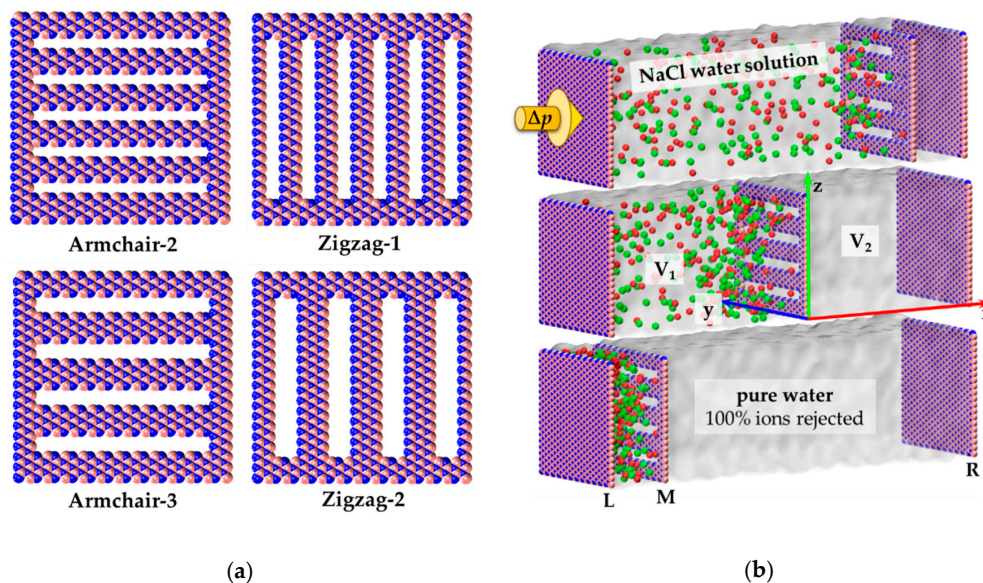 Armchair-2
Zigzag-1
Armchair-3
Zigzag-2
(a)
NaCl water solution
Δp
z
V1
V2
y
pure water
100% ions rejected
L
M
R
(b)